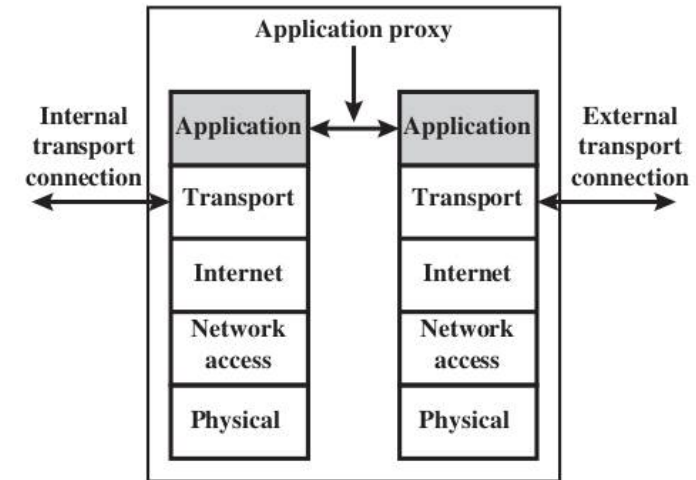 Application proxy
Internal
transport
connection
Application
Transport
Internet
Network
access
Physical
Application
Transport
Internet
Network
access
Physical
External
transport
connection